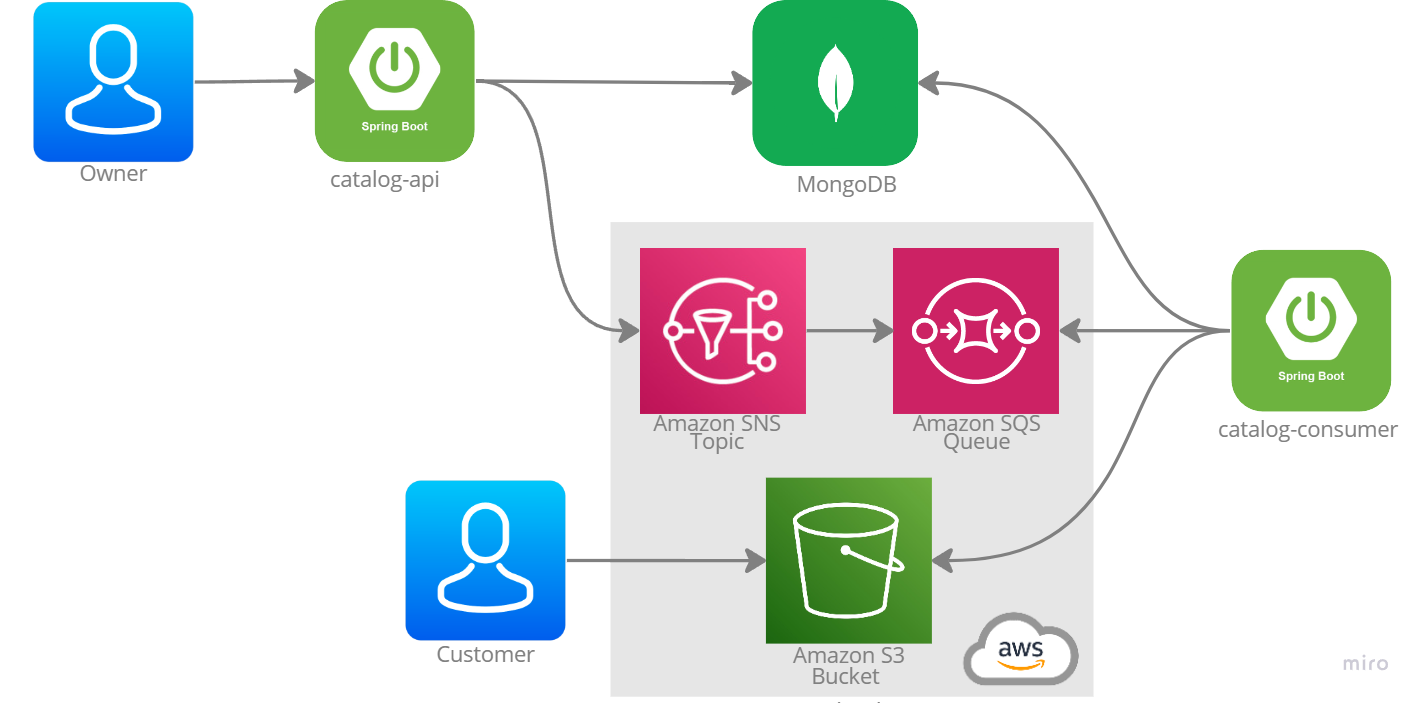 Spring Boot
Owner
catalog-api
MongoDB
Spring Boot
Amazon SNS
Topic
Amazon SQS
Queue
catalog-consumer
Customer
Amazon S3
Bucket
aws
miro